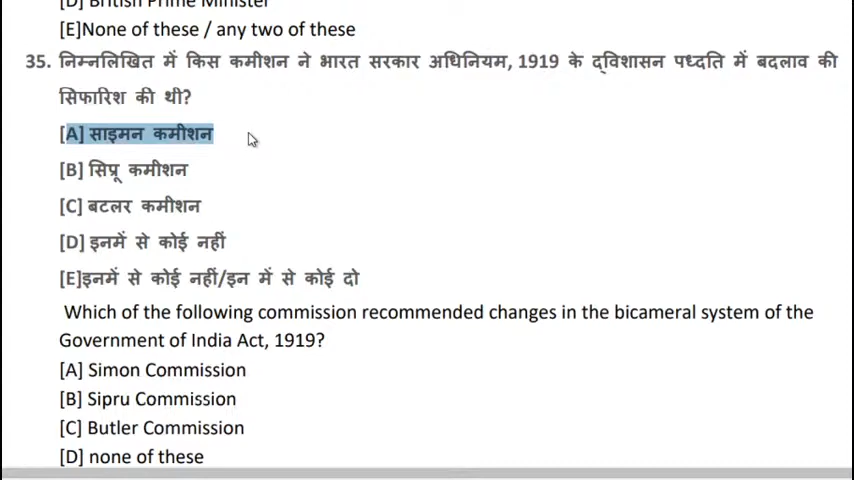 [D] British Prime Minister
[E]None of these / any two of these
35. निम्नलिखित में किस कमीशन ने भारत सरकार अधिनियम, 1919 के द्विशासन पध्दति में बदलाव की
सिफारिश की थी?
[A] साइमन कमीशन
[B] सिप्रू कमीशन
[C] बटलर कमीशन
[D] इनमें से कोई नहीं
[E]इनमें से कोई नहीं/इन में से कोई दो
Which of the following commission recommended changes in the bicameral system of the
Government of India Act, 1919?
[A] Simon Commission
[B] Sipru Commission
[C] Butler Commission
[D] none of these